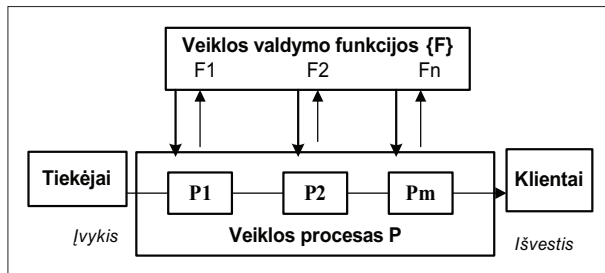 Veiklos valdymo funkcijos {F}
F1 F2 Fn
Tiekėjai
P1 P2 Pm
Klientai
Įvykis
Veiklos procesas P
Išvestis